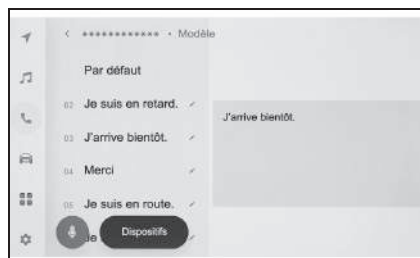 ************ • Modèle
Par défaut
02 Je suis en retard.
03 J'arrive bientôt.
04 Merci
05 Je suis en route.
Dispositifs
J'arrive bientôt.